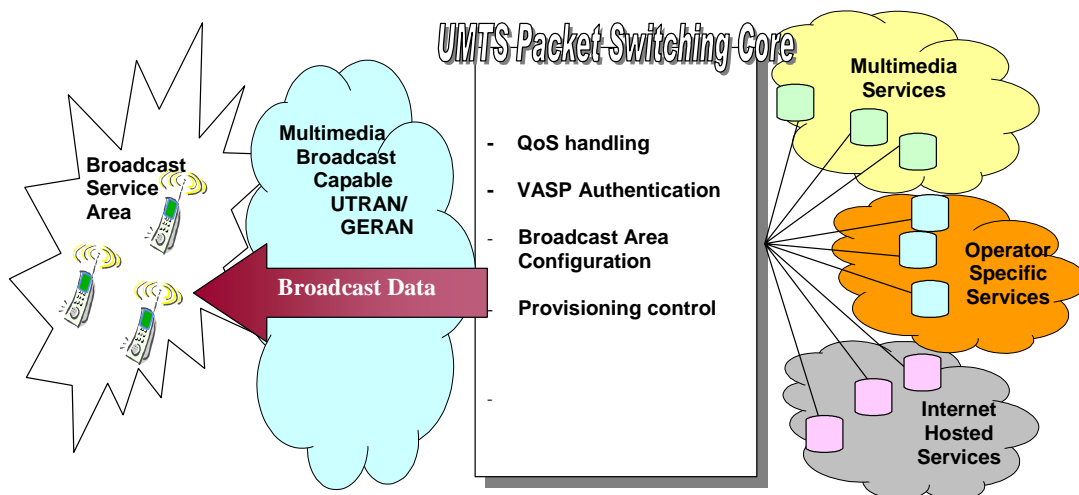 UMTS Packet Switching Core
Broadcast
Service
Area
Multimedia
Broadcast
Capable
UTRAN/
GERAN
Broadcast Data
- QoS handling
- VASP Authentication
- Broadcast Area
Configuration
- Provisioning control
-
Multimedia
Services
Operator
Specific
Services
Internet
Hosted
Services